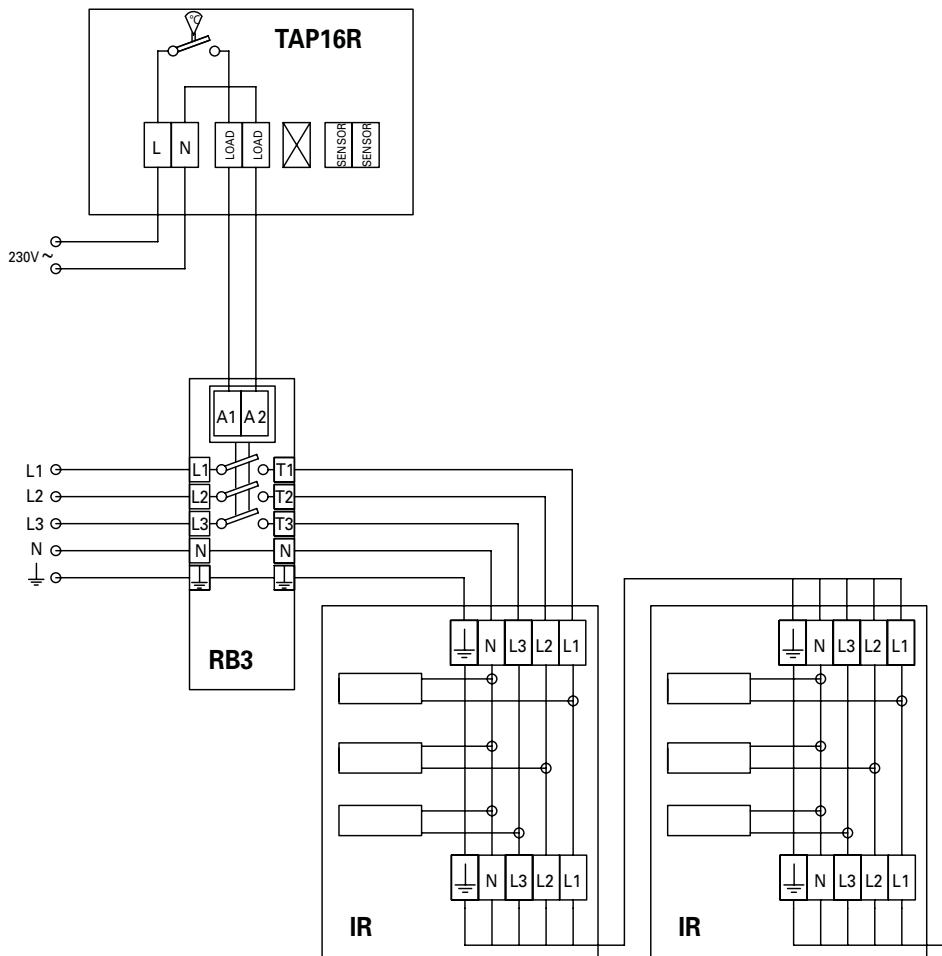 °C
TAP16R
L N LOAD LOAD SENSOR SENSOR
230V ~
A1 A2
L1 L1 T1
L2 L2 T2
L3 L3 T3
N N N
RB3
N L3 L2 L1
N L3 L2 L1
N L3 L2 L1
N L3 L2 L1
IR
IR